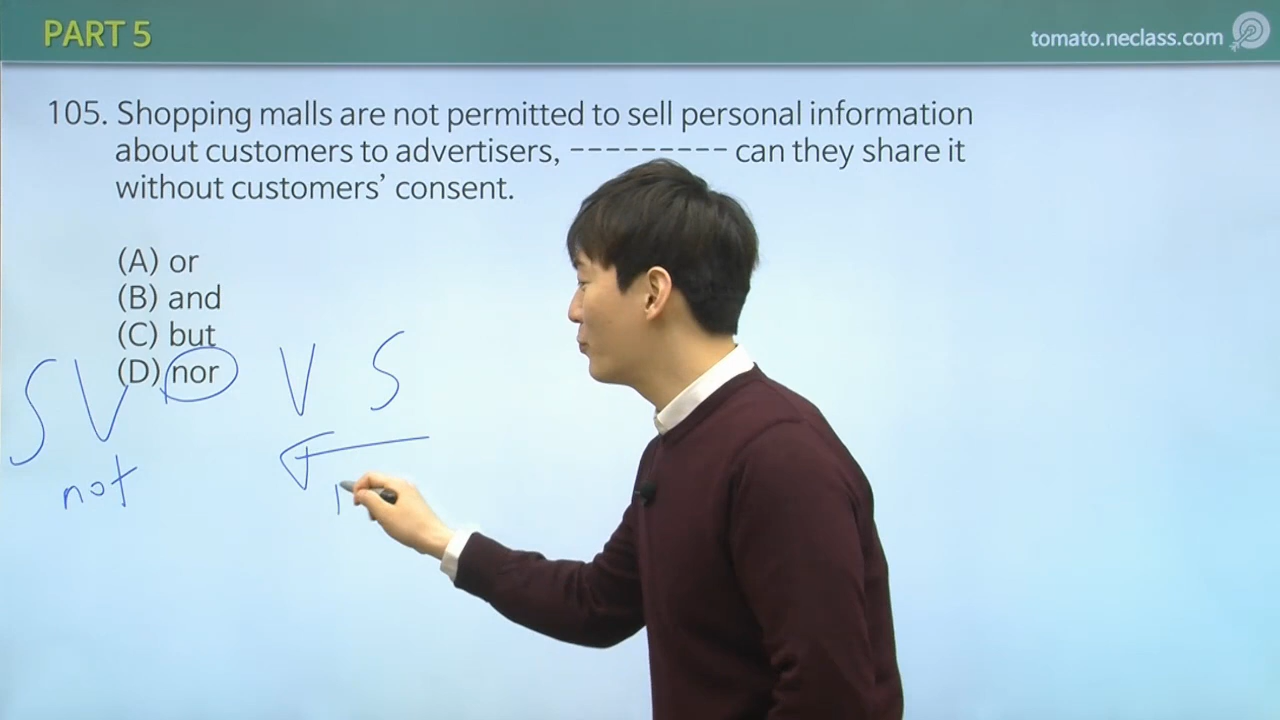 PART 5
tomato.neclass.com
105. Shopping malls are not permitted to sell personal information
about customers to advertisers, --------- can they share it
without customers' consent.
(A) or
(B) and
(C) but
(D) nor
S V V S
not